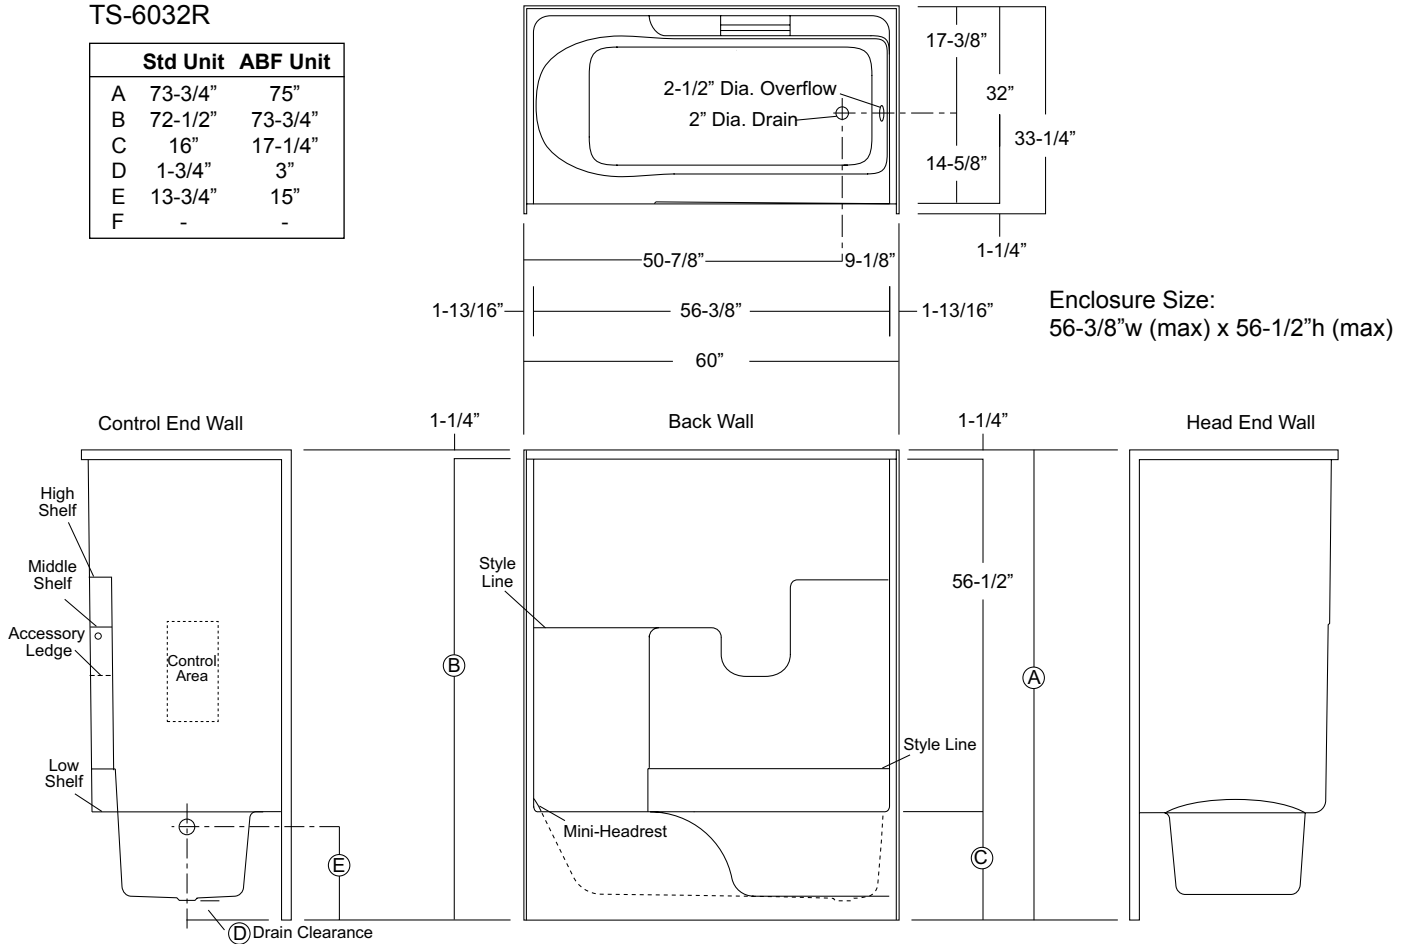 TS-6032R
Std Unit ABF Unit
A 73-3/4” 75”
B 72-1/2” 73-3/4”
C 16” 17-1/4”
D 1-3/4” 3”
E 13-3/4” 15”
F - -
2-1/2” Dia. Overflow
2” Dia. Drain
17-3/8”
32”
33-1/4”
14-5/8”
1-1/4”
50-7/8”
9-1/8”
1-13/16”
56-3/8”
1-13/16”
60”
Enclosure Size:
56-3/8”w (max) x 56-1/2”h (max)
Control End Wall
1-1/4”
Back Wall
1-1/4”
Head End Wall
High
Shelf
Middle
Shelf
Accessory
Ledge
Control
Area
Low
Shelf
E
D Drain Clearance
B
Style
Line
Style Line
Mini-Headrest
56-1/2”
A
C